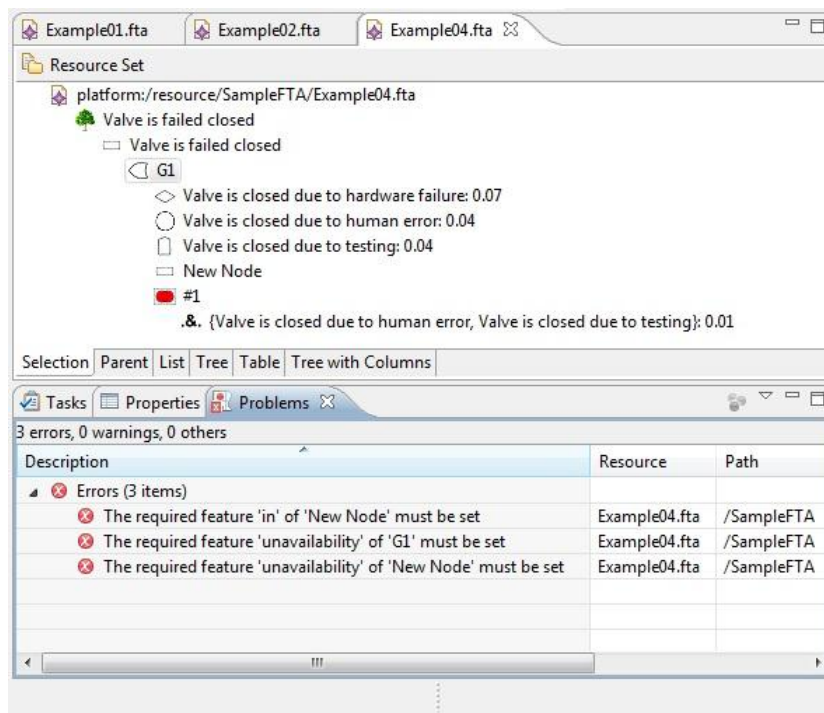 Example01.fta Example02.fta Example04.fta
Resource Set
platform:/resource/SampleFTA/Example04.fta
Valve is failed closed
Valve is failed closed
G1
Valve is closed due to hardware failure: 0.07
Valve is closed due to human error: 0.04
Valve is closed due to testing: 0.04
New Node
#1
.&. {Valve is closed due to human error, Valve is closed due to testing}: 0.01
Selection Parent List Tree Table Tree with Columns
Tasks Properties Problems
3 errors, 0 warnings, 0 others
Description Resource Path
Errors (3 items)
The required feature 'in' of 'New Node' must be set Example04.fta /SampleFTA
The required feature 'unavailability' of 'G1' must be set Example04.fta /SampleFTA
The required feature 'unavailability' of 'New Node' must be set Example04.fta /SampleFTA